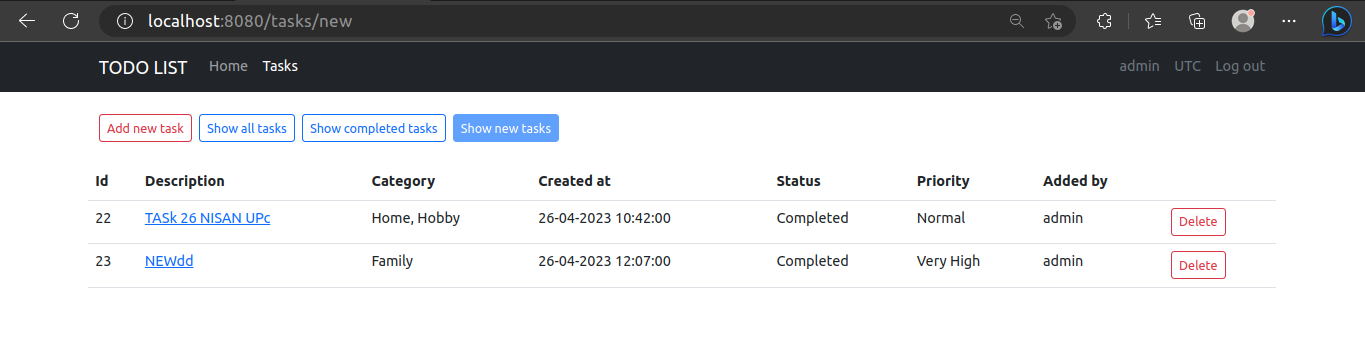 localhost:8080/tasks/new
TODO LIST Home Tasks admin UTC Log out
Add new task Show all tasks Show completed tasks Show new tasks
Id Description Category Created at Status Priority Added by
22 TASk 26 NISAN UPc Home, Hobby 26-04-2023 10:42:00 Completed Normal admin Delete
23 NEWdd Family 26-04-2023 12:07:00 Completed Very High admin Delete